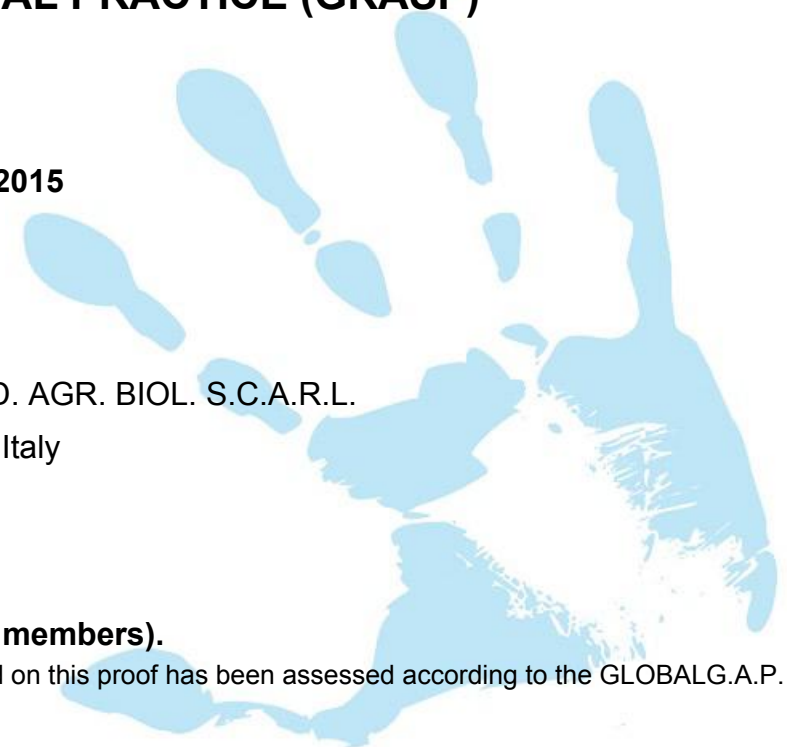 AL PRACTICE (GRASP)
2015
O. AGR. BIOL. S.C.A.R.L.
Italy
members).
on this proof has been assessed according to the GLOBALG.A.P.